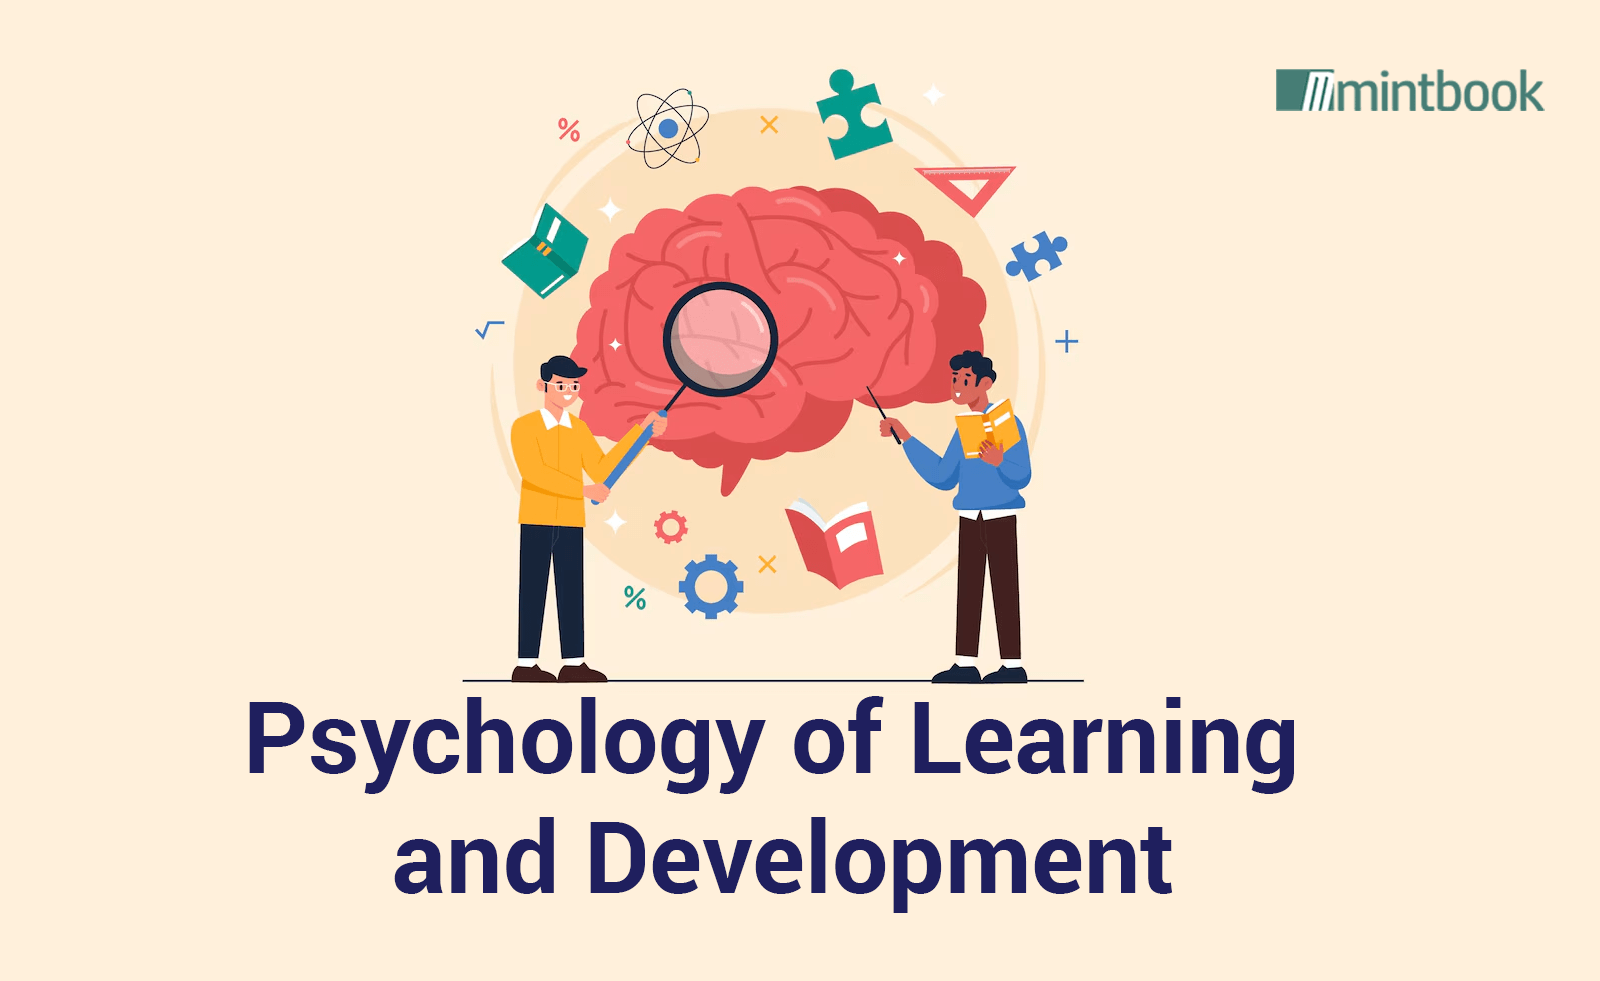 mintbook
%
×
√
+
×
%
Psychology of Learning
and Development